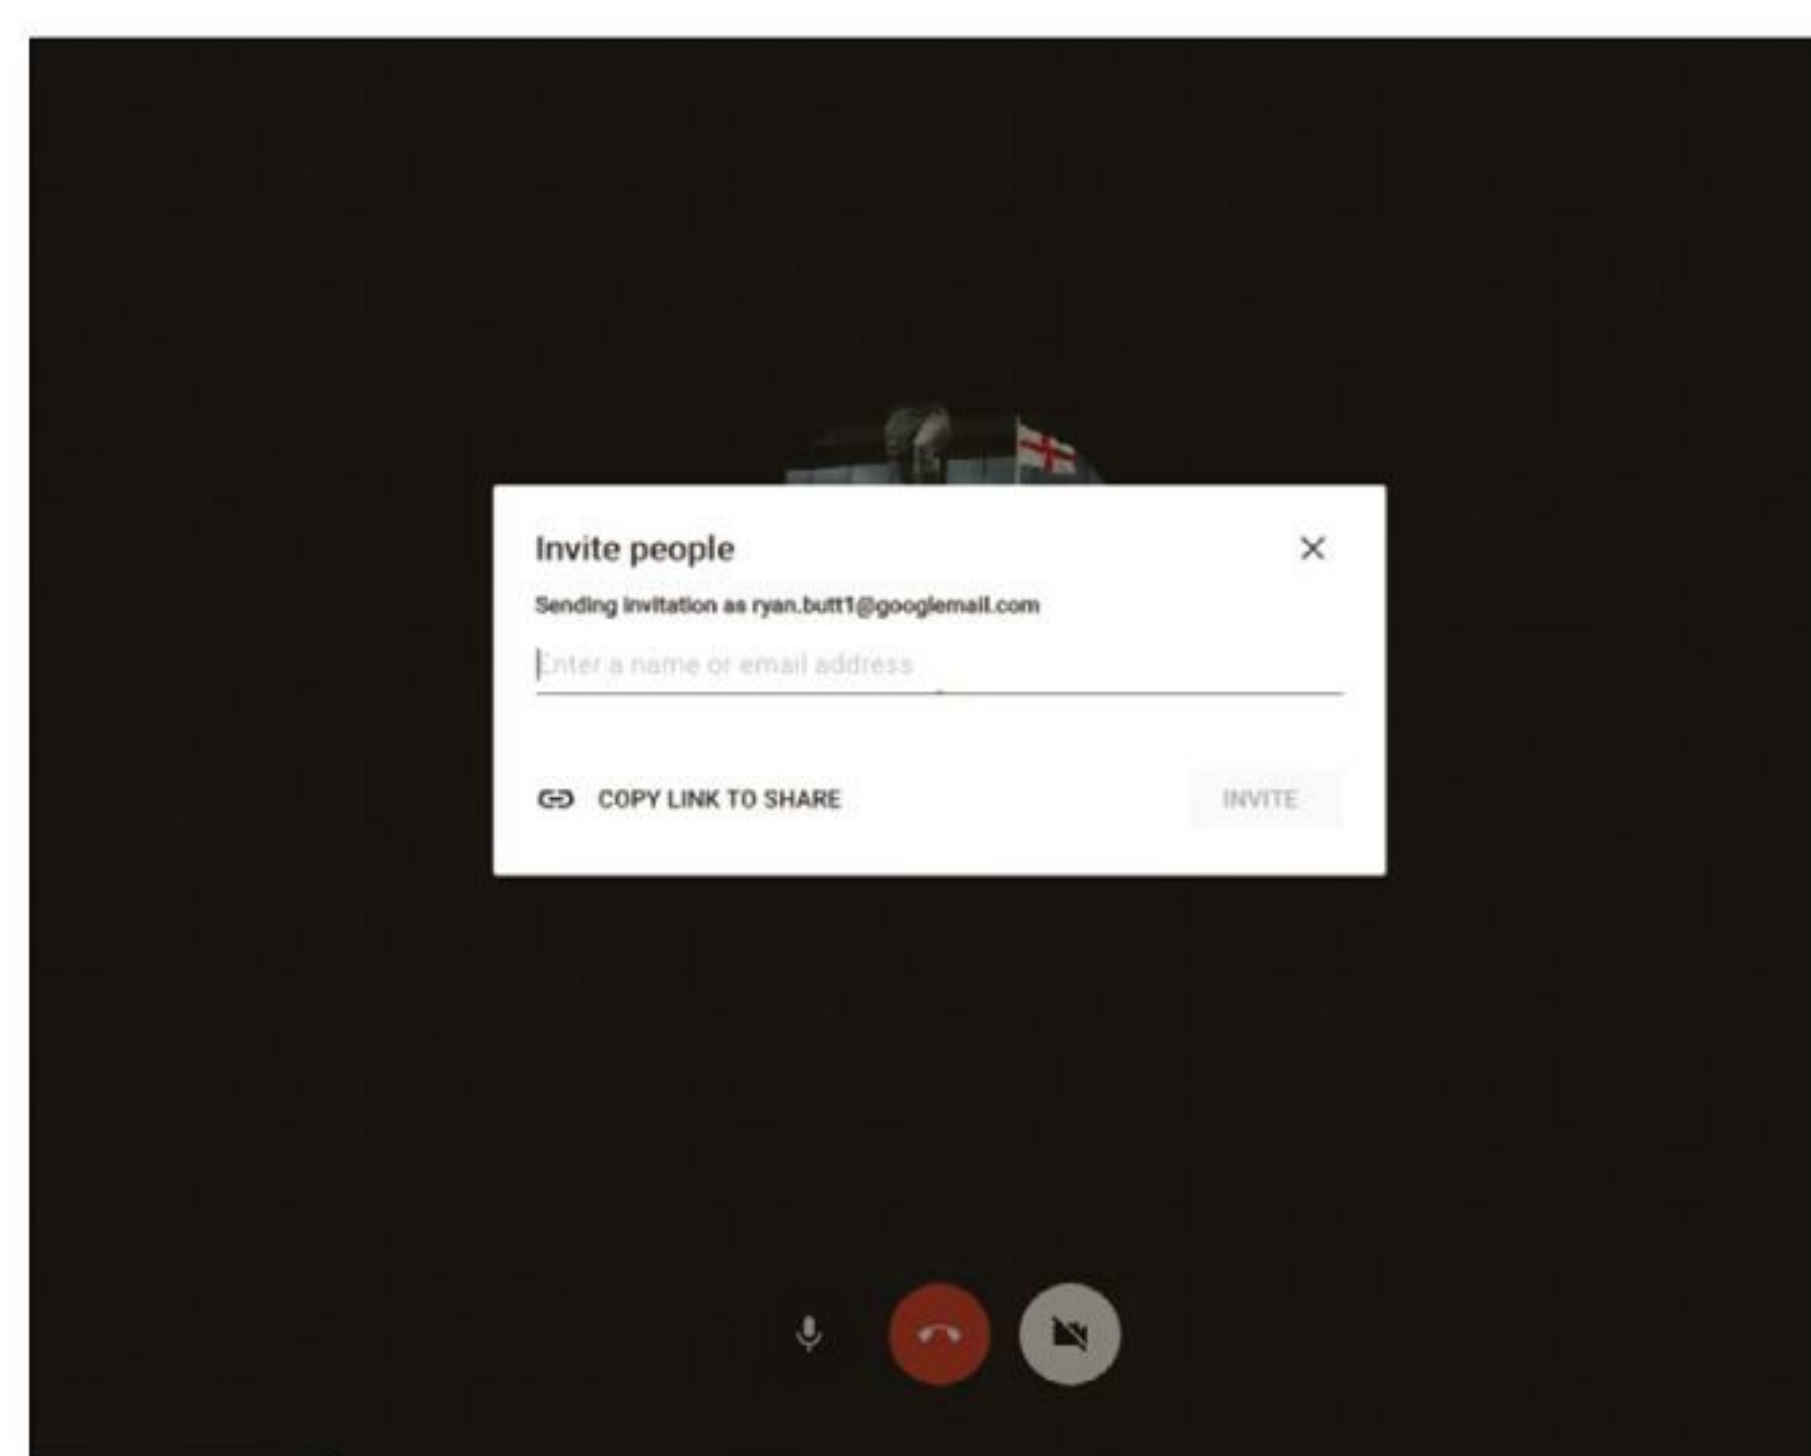 Invite people
Sending invitation as ryan.butt1@googlemail.com
Enter a name or email address
COPY LINK TO SHARE
INVITE